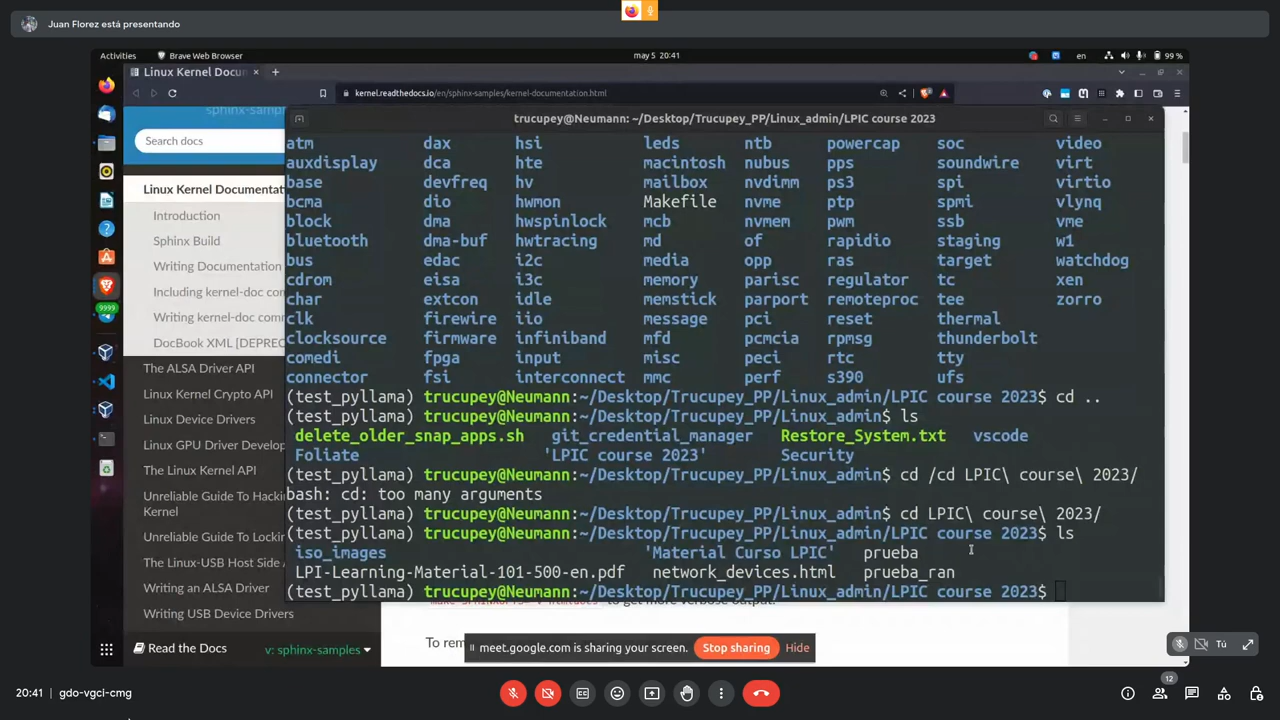 Juan Florez está presentando
Activities
Brave Web Browser
may 5 20:41
en
99 %
Linux Kernel Docu
kernel.readthedocs.io/en/sphinx-samples/kernel-documentation.html
sphinx-samples
Search docs
Linux Kernel Documentat
Introduction
Sphinx Build
Writing Documentation
Including kernel-doc com
Writing kernel-doc comm
DocBook XML [DEPREC
The ALSA Driver API
Linux Kernel Crypto API
Linux Device Drivers
Linux GPU Driver Develop
The Linux Kernel API
Unreliable Guide To Hackin
Kernel
Unreliable Guide To Lockin
The Linux-USB Host Side A
Writing an ALSA Driver
Writing USB Device Drivers
Read the Docs
v: sphinx-samples
9999
trucupey@Neumann: ~/Desktop/Trucupey_PP/Linux_admin/LPIC course 2023
atm dax hsi leds ntb powercap soc video
auxdisplay dca hte macintosh nubus pps soundwire virt
base devfreq hv mailbox nvdimm ps3 spi virtio
bcma dio hwmon Makefile nvme ptp spmi vlynq
block dma hwspinlock mcb nvmem pwm ssb vme
bluetooth dma-buf hwtracing md of rapidio staging w1
bus edac i2c media opp ras target watchdog
cdrom eisa i3c memory parisc regulator tc xen
char extcon idle memstick parport remoteproc tee zorro
clk firewire iio message pci reset thermal
clocksource firmware infiniband mfd pcmcia rpmsg thunderbolt
comedi fpga input misc peci rtc tty
connector fsi interconnect mmc perf s390 ufs
(test_pyllama) trucupey@Neumann:~/Desktop/Trucupey_PP/Linux_admin/LPIC course 2023$ cd ..
(test_pyllama) trucupey@Neumann:~/Desktop/Trucupey_PP/Linux_admin$ ls
delete_older_snap_apps.sh git_credential_manager Restore_System.txt vscode
Foliate 'LPIC course 2023' Security
(test_pyllama) trucupey@Neumann:~/Desktop/Trucupey_PP/Linux_admin$ cd /cd LPIC\ course\ 2023/
bash: cd: too many arguments
(test_pyllama) trucupey@Neumann:~/Desktop/Trucupey_PP/Linux_admin$ cd LPIC\ course\ 2023/
(test_pyllama) trucupey@Neumann:~/Desktop/Trucupey_PP/Linux_admin/LPIC course 2023$ ls
iso_images 'Material Curso LPIC' prueba
LPI-Learning-Material-101-500-en.pdf network_devices.html prueba_ran
(test_pyllama) trucupey@Neumann:~/Desktop/Trucupey_PP/Linux_admin/LPIC course 2023$
to get more verbose output.
To rem
meet.google.com is sharing your screen.
Stop sharing
Hide
Tú
20:41
gdo-vgci-cmg
12